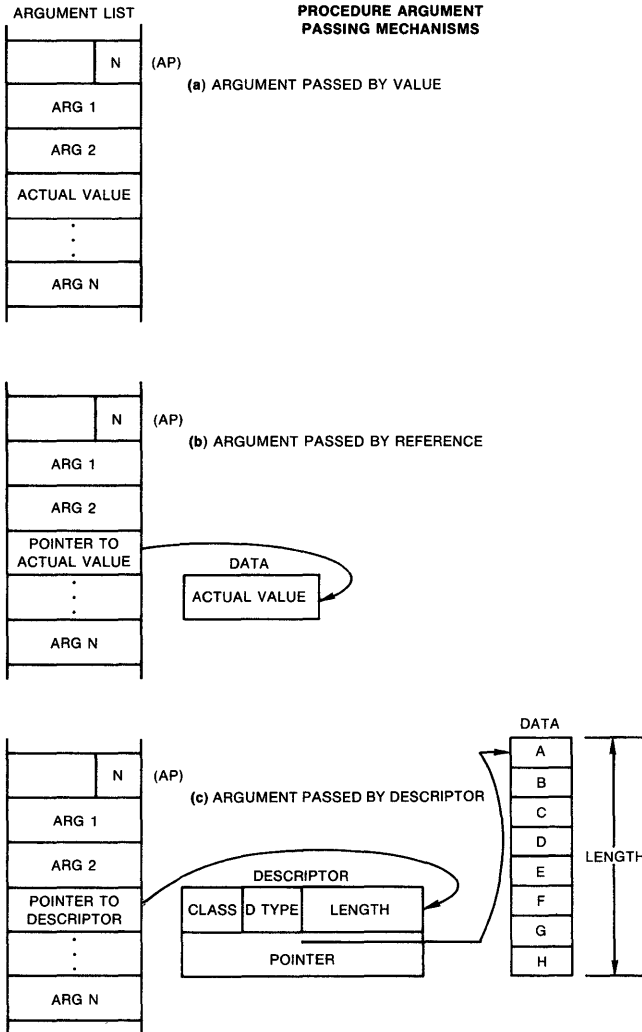 ARGUMENT LIST
PROCEDURE ARGUMENT
PASSING MECHANISMS
N
(AP)
(a) ARGUMENT PASSED BY VALUE
ARG 1
ARG 2
ACTUAL VALUE
ARG N
N
(AP)
(b) ARGUMENT PASSED BY REFERENCE
ARG 1
ARG 2
POINTER TO
ACTUAL VALUE
DATA
ACTUAL VALUE
ARG N
N
(AP)
(c) ARGUMENT PASSED BY DESCRIPTOR
ARG 1
ARG 2
POINTER TO
DESCRIPTOR
ARG N
DESCRIPTOR
CLASS
D TYPE
LENGTH
POINTER
DATA
A
B
C
D
E
F
G
H
LENGTH